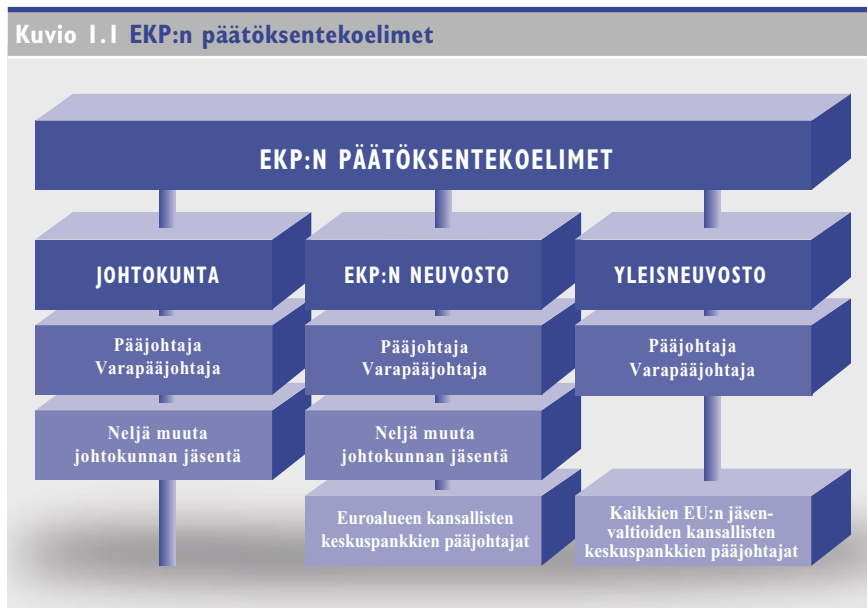 Kuvio 1.1 EKP:n päätöksentekoelimet
EKP:N PÄÄTÖKSENTEKOELIMET
JOHTOKUNTA
Pääjohtaja
Varapääjohtaja
Neljä muuta
johtokunnan jäsentä
EKP:N NEUVOSTO
Pääjohtaja
Varapääjohtaja
Neljä muuta
johtokunnan jäsentä
Euroalueen kansallisten
keskuspankkien pääjohtajat
YLEISNEUVOSTO
Pääjohtaja
Varapääjohtaja
Kaikkien EU:n jäsen-
valtioiden kansallisten
keskuspankkien pääjohtajat